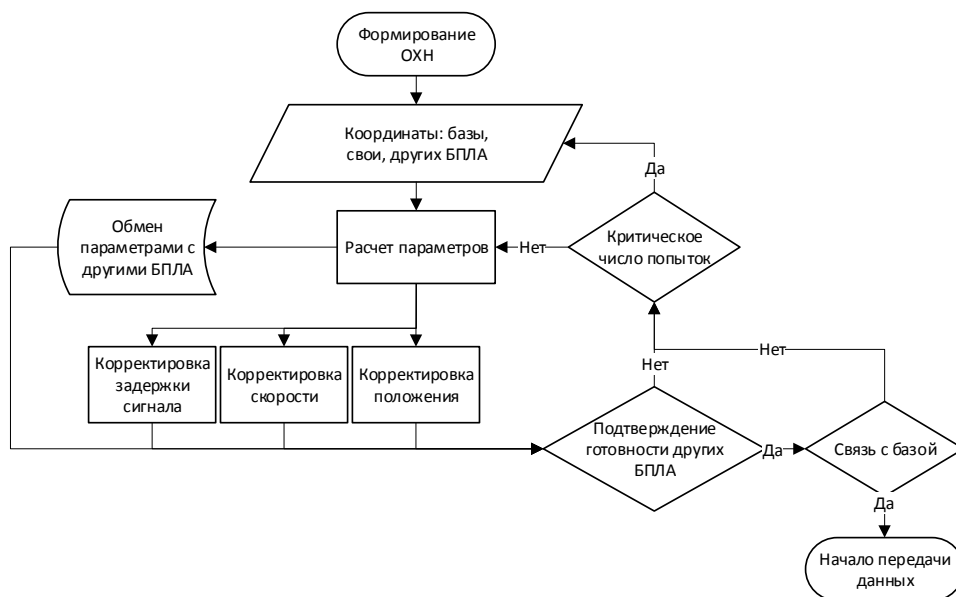 Формирование
ОХН
Координаты: базы,
свои, других БПЛА
Да
Обмен
параметрами с
другими БПЛА
Расчет параметров
Нет
Критическое
число попыток
Корректировка
задержки
сигнала
Корректировка
скорости
Корректировка
положения
Нет
Нет
Подтверждение
готовности других
БПЛА
Да
Связь с базой
Да
Начало передачи
данных